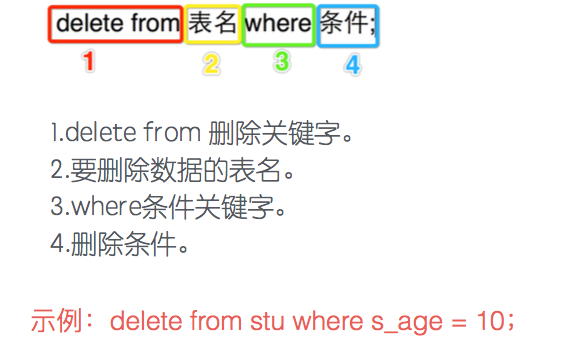 delete from 表名 where 条件;
1 2 3 4
1.delete from 删除关键字。
2.要删除数据的表名。
3.where条件关键字。
4.删除条件。
示例：delete from stu where s_age = 10；